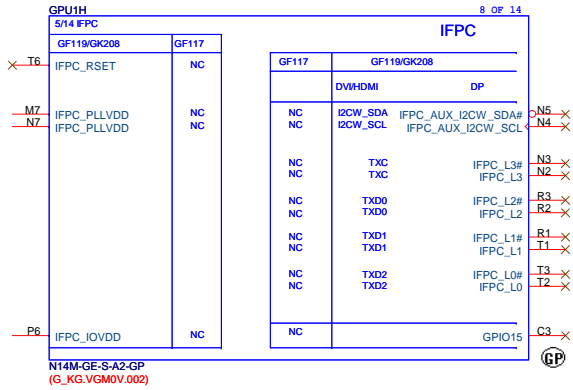 GPU1H 8 OF 14
5/14 IFPC IFPC
GF119/GK208 GF117
T6 IFPC_RSET NC GF117 GF119/GK208
DVI/HDMI DP
M7 IFPC_PLLVDD NC NC I2CW_SDA IFPC_AUX_I2CW_SDA# N5
N7 IFPC_PLLVDD NC NC I2CW_SCL IFPC_AUX_I2CW_SCL N4
NC TXC IFPC_L3# N3
NC TXC IFPC_L3 N2
NC TXD0 IFPC_L2# R3
NC TXD0 IFPC_L2 R2
NC TXD1 IFPC_L1# R1
NC TXD1 IFPC_L1 T1
NC TXD2 IFPC_L0# T3
NC TXD2 IFPC_L0 T2
P6 IFPC_IOVDD NC NC GPIO15 C3
GP
N14M-GE-S-A2-GP
(G_KG.VGM0V.002)